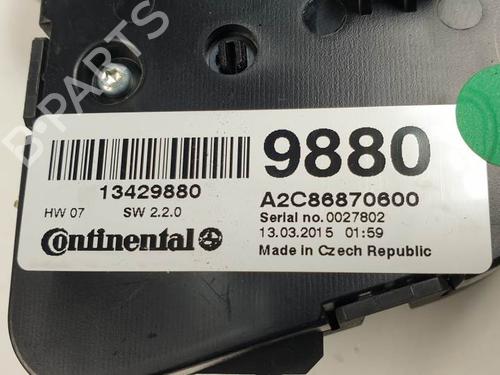 B-PARTS
9880
13429880
HW 07 SW 2.2.0
Continental
A2C86870600
Serial no. 0027802
13.03.2015 01:59
Made in Czech Republic